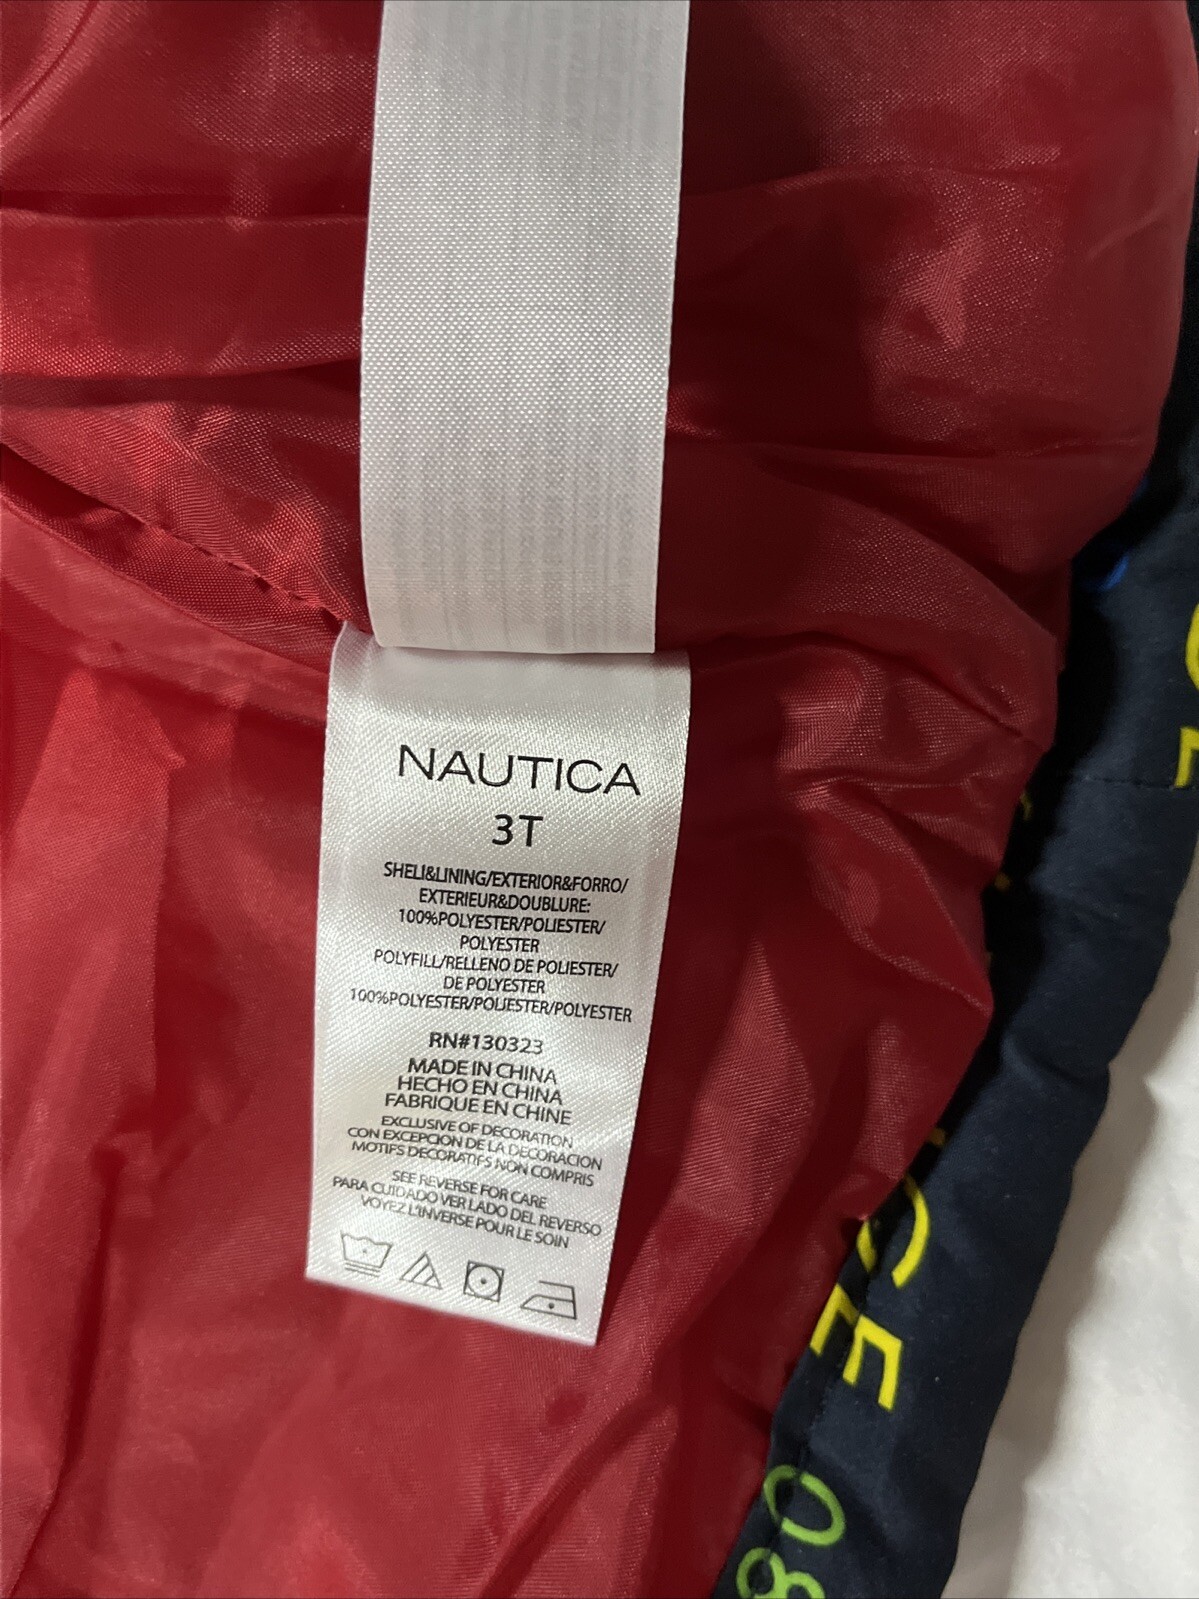 NAUTICA
3T
SHELI&LINING/EXTERIOR&FORRO/
EXTERIEUR&DOUBLURE:
100%POLYESTER/POLIESTER/
POLYESTER
POLYFILL/RELLENO DE POLIESTER/
DE POLYESTER
100%POLYESTER/POLIESTER/POLYESTER
RN#130323
MADE IN CHINA
HECHO EN CHINA
FABRIQUE EN CHINE
EXCLUSIVE OF DECORATION
CON EXCEPCION DE LA DECORACION
MOTIFS DECORATIFS NON COMPRIS
SEE REVERSE FOR CARE
PARA CUIDADO VER LADO DEL REVERSO
VOYEZ L'INVERSE POUR LE SOIN
CE
08